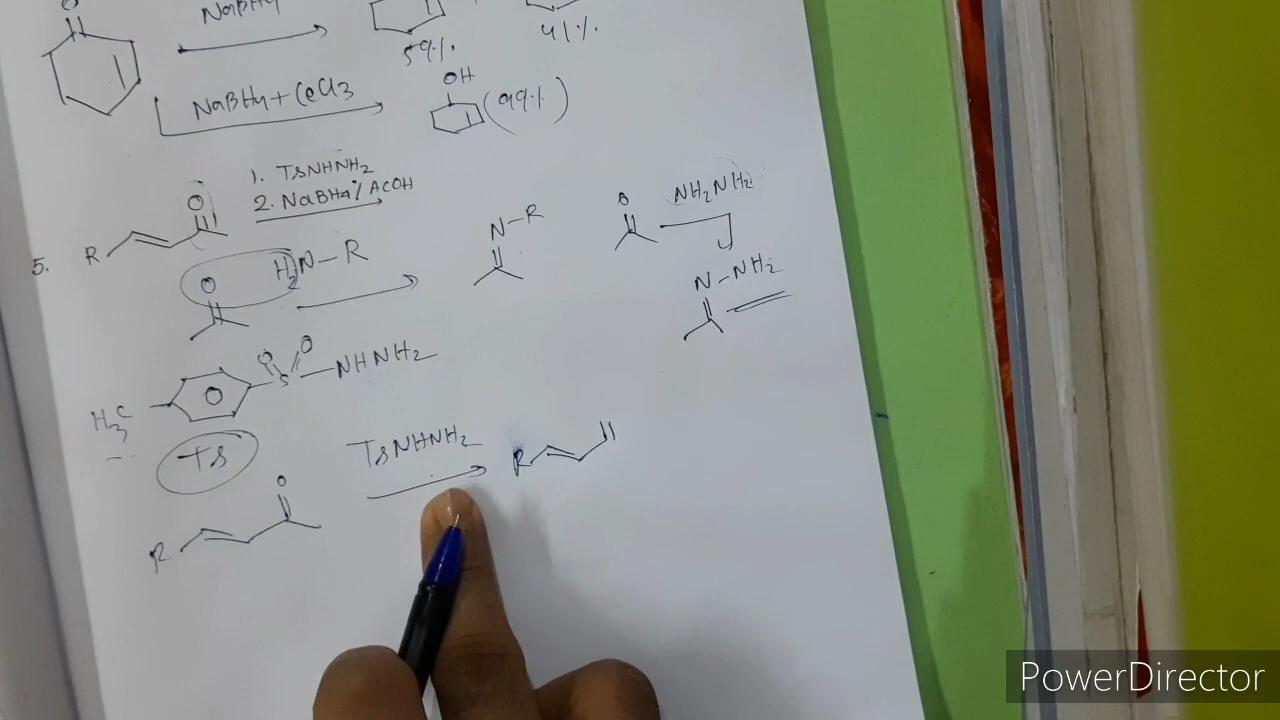 O
NaBH4
59%.
41%.
NaBH4 + CeCl3
OH
(99%)
1. TsNHNH2
2. NaBH4/AcOH
5.
R
O
H2N-R
O
N-R
O
NH2NH2
N-NH2
H3C
O O
S-NHNH2
TS
TSNHNH2
R
R
O
PowerDirector